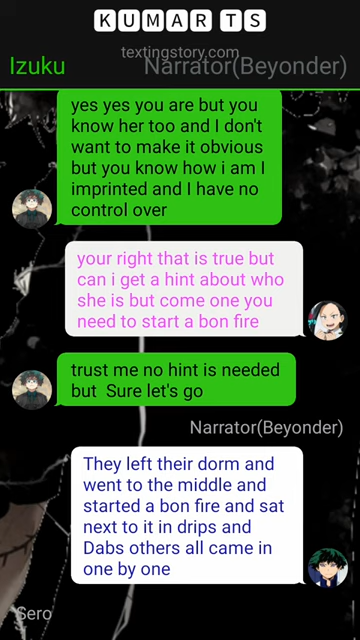 KUMAR TS
textingstory.com
Izuku
Narrator(Beyonder)
yes yes you are but you
know her too and I don't
want to make it obvious
but you know how i am I
imprinted and I have no
control over
your right that is true but
can i get a hint about who
she is but come one you
need to start a bon fire
trust me no hint is needed
but Sure let's go
Narrator(Beyonder)
They left their dorm and
went to the middle and
started a bon fire and sat
next to it in drips and
Dabs others all came in
one by one
Sero